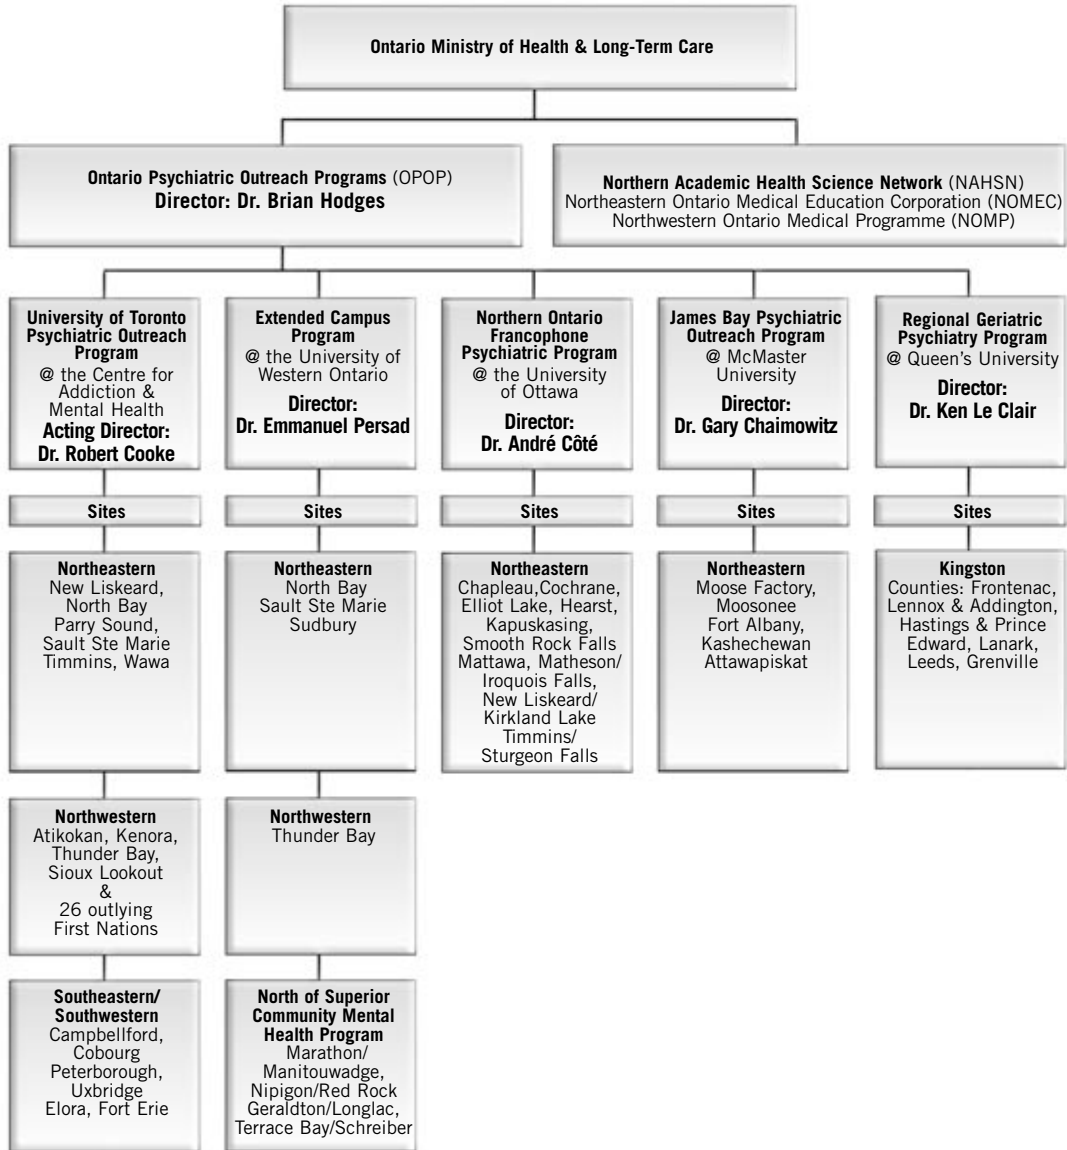 Ontario Ministry of Health & Long-Term Care
Ontario Psychiatric Outreach Programs (OPOP)
Director: Dr. Brian Hodges
Northern Academic Health Science Network (NAHSN)
Northeastern Ontario Medical Education Corporation (NOMEC)
Northwestern Ontario Medical Programme (NOMP)
University of Toronto
Psychiatric Outreach
Program
@ the Centre for
Addiction &
Mental Health
Acting Director:
Dr. Robert Cooke
Extended Campus
Program
@ the University of
Western Ontario
Director:
Dr. Emmanuel Persad
Northern Ontario
Francophone
Psychiatric Program
@ the University
of Ottawa
Director:
Dr. André Côté
James Bay Psychiatric
Outreach Program
@ McMaster
University
Director:
Dr. Gary Chaimowitz
Regional Geriatric
Psychiatry Program
@ Queen's University
Director:
Dr. Ken Le Clair
Sites
Sites
Sites
Sites
Sites
Northeastern
New Liskeard,
North Bay
Parry Sound,
Sault Ste Marie
Timmins, Wawa
Northeastern
North Bay
Sault Ste Marie
Sudbury
Northeastern
Chapleau,Cochrane,
Elliot Lake, Hearst,
Kapuskasing,
Smooth Rock Falls
Mattawa, Matheson/
Iroquois Falls,
New Liskeard/
Kirkland Lake
Timmins/
Sturgeon Falls
Northeastern
Moose Factory,
Moosonee
Fort Albany,
Kashechewan
Attawapiskat
Kingston
Counties: Frontenac,
Lennox & Addington,
Hastings & Prince
Edward, Lanark,
Leeds, Grenville
Northwestern
Atikokan, Kenora,
Thunder Bay,
Sioux Lookout
&
26 outlying
First Nations
Northwestern
Thunder Bay
Southeastern/
Southwestern
Campbellford,
Cobourg
Peterborough,
Uxbridge
Elora, Fort Erie
North of Superior
Community Mental
Health Program
Marathon/
Manitouwadge,
Nipigon/Red Rock
Geraldton/Longlac,
Terrace Bay/Schreiber